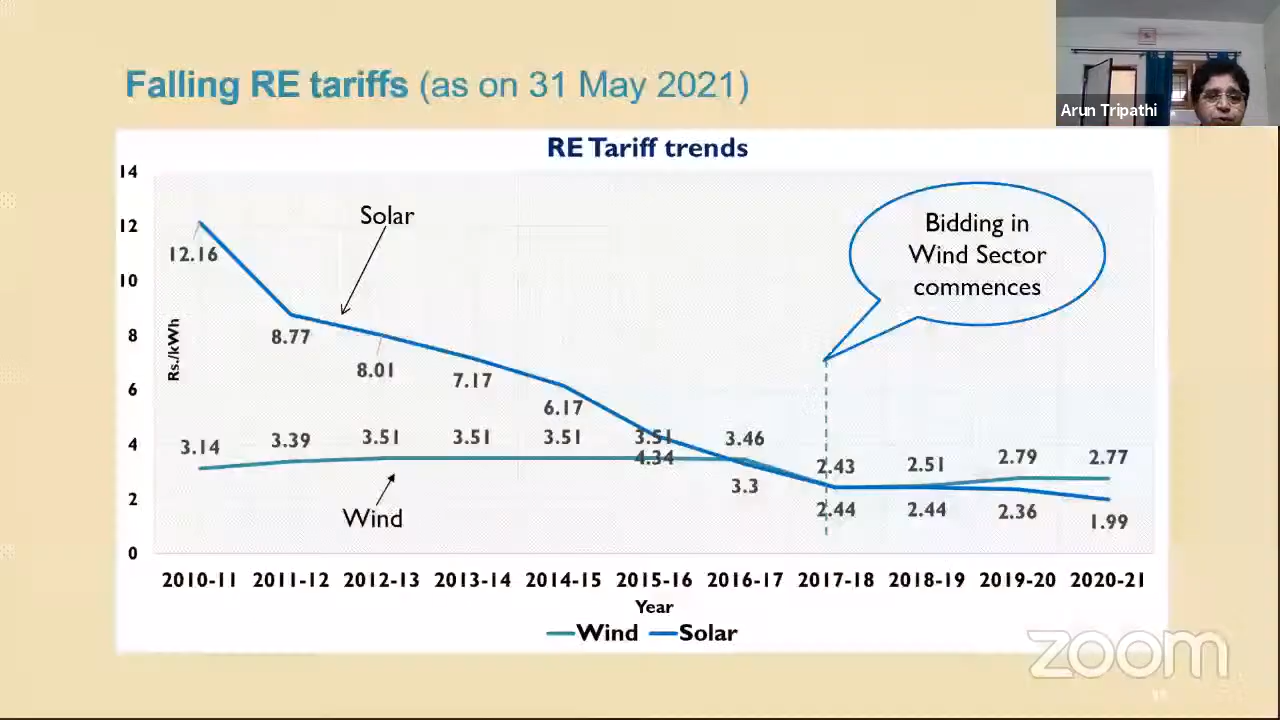 Falling RE tariffs (as on 31 May 2021)
Arun Tripathi
RE Tariff trends
14
12
10
8
6
4
2
0
Rs./kWh
Solar
Bidding in
Wind Sector
commences
12.16
8.77
8.01
7.17
6.17
4.34
3.3
2.44
2.44
2.36
1.99
3.14
3.39
3.51
3.51
3.51
3.51
3.46
2.43
2.51
2.79
2.77
Wind
2010-11 2011-12 2012-13 2013-14 2014-15 2015-16 2016-17 2017-18 2018-19 2019-20 2020-21
Year
Wind Solar
zoom